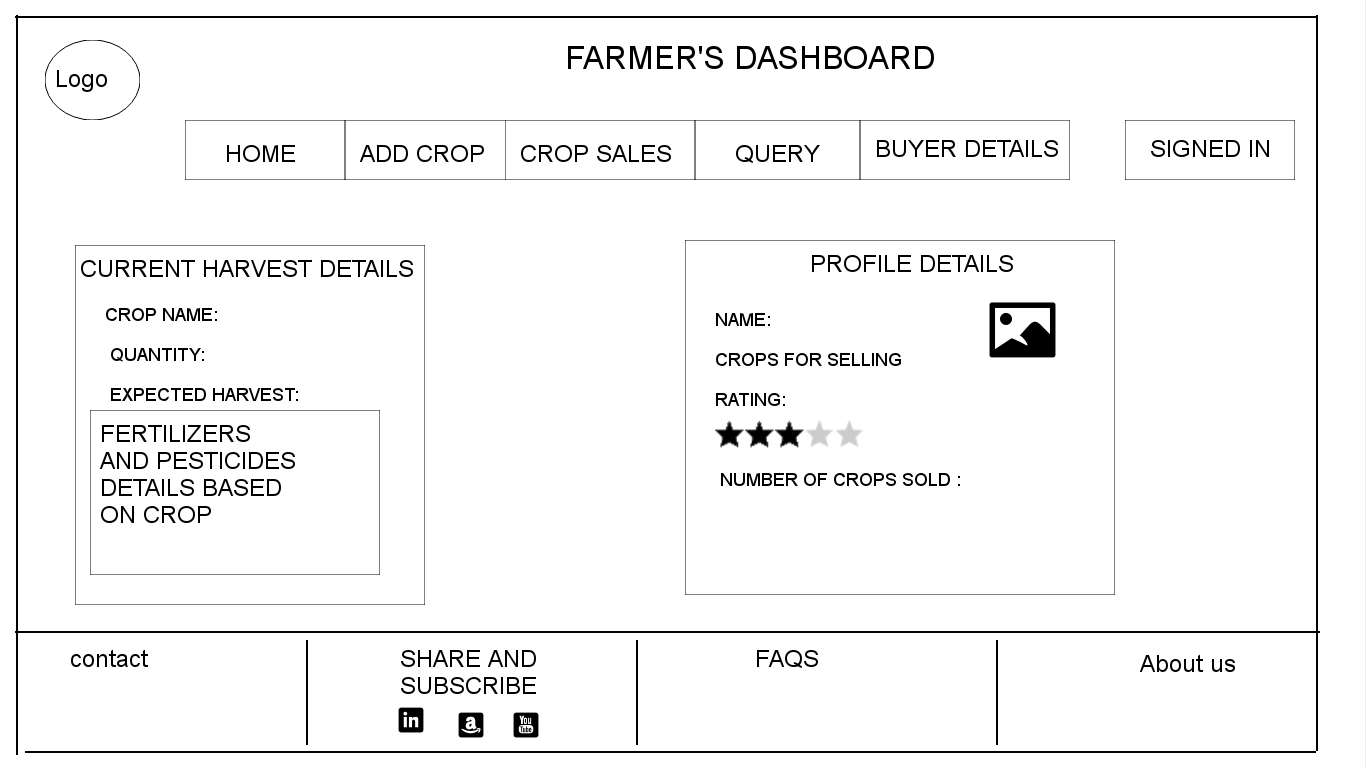 Logo
FARMER'S DASHBOARD
HOME
ADD CROP
CROP SALES
QUERY
BUYER DETAILS
SIGNED IN
CURRENT HARVEST DETAILS
CROP NAME:
QUANTITY:
EXPECTED HARVEST:
FERTILIZERS
AND PESTICIDES
DETAILS BASED
ON CROP
PROFILE DETAILS
NAME:
CROPS FOR SELLING
RATING:
NUMBER OF CROPS SOLD :
contact
SHARE AND
SUBSCRIBE
in
a
You
Tube
FAQS
About us